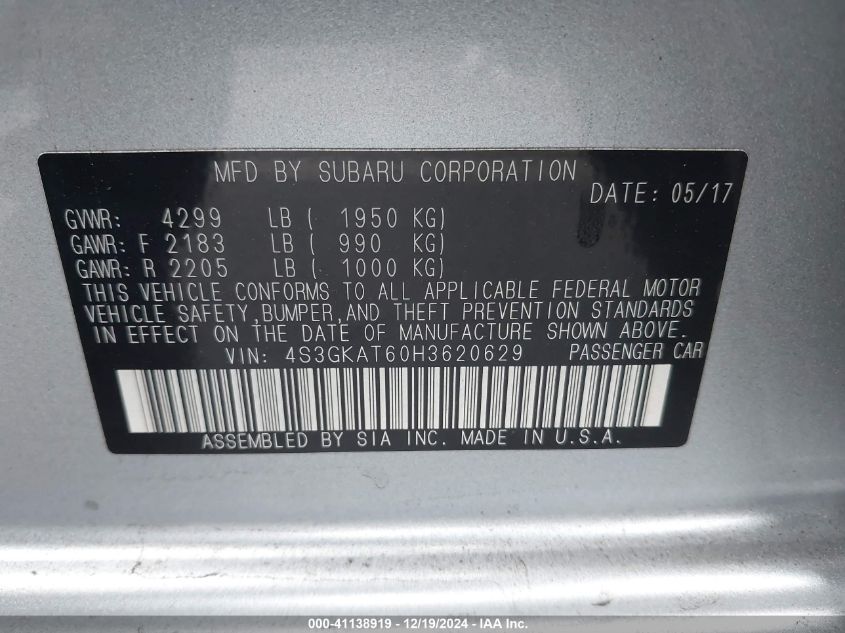 MFD BY SUBARU CORPORATION
DATE: 05/17
GVWR: 4299 LB ( 1950 KG)
GAWR: F 2183 LB ( 990 KG)
GAWR: R 2205 LB ( 1000 KG)
THIS VEHICLE CONFORMS TO ALL APPLICABLE FEDERAL MOTOR
VEHICLE SAFETY, BUMPER, AND THEFT PREVENTION STANDARDS
IN EFFECT ON THE DATE OF MANUFACTURE SHOWN ABOVE.
VIN: 4S3GKAT60H3620629 PASSENGER CAR
ASSEMBLED BY SIA INC. MADE IN U.S.A.
000-41138919 - 12/19/2024 - IAA Inc.